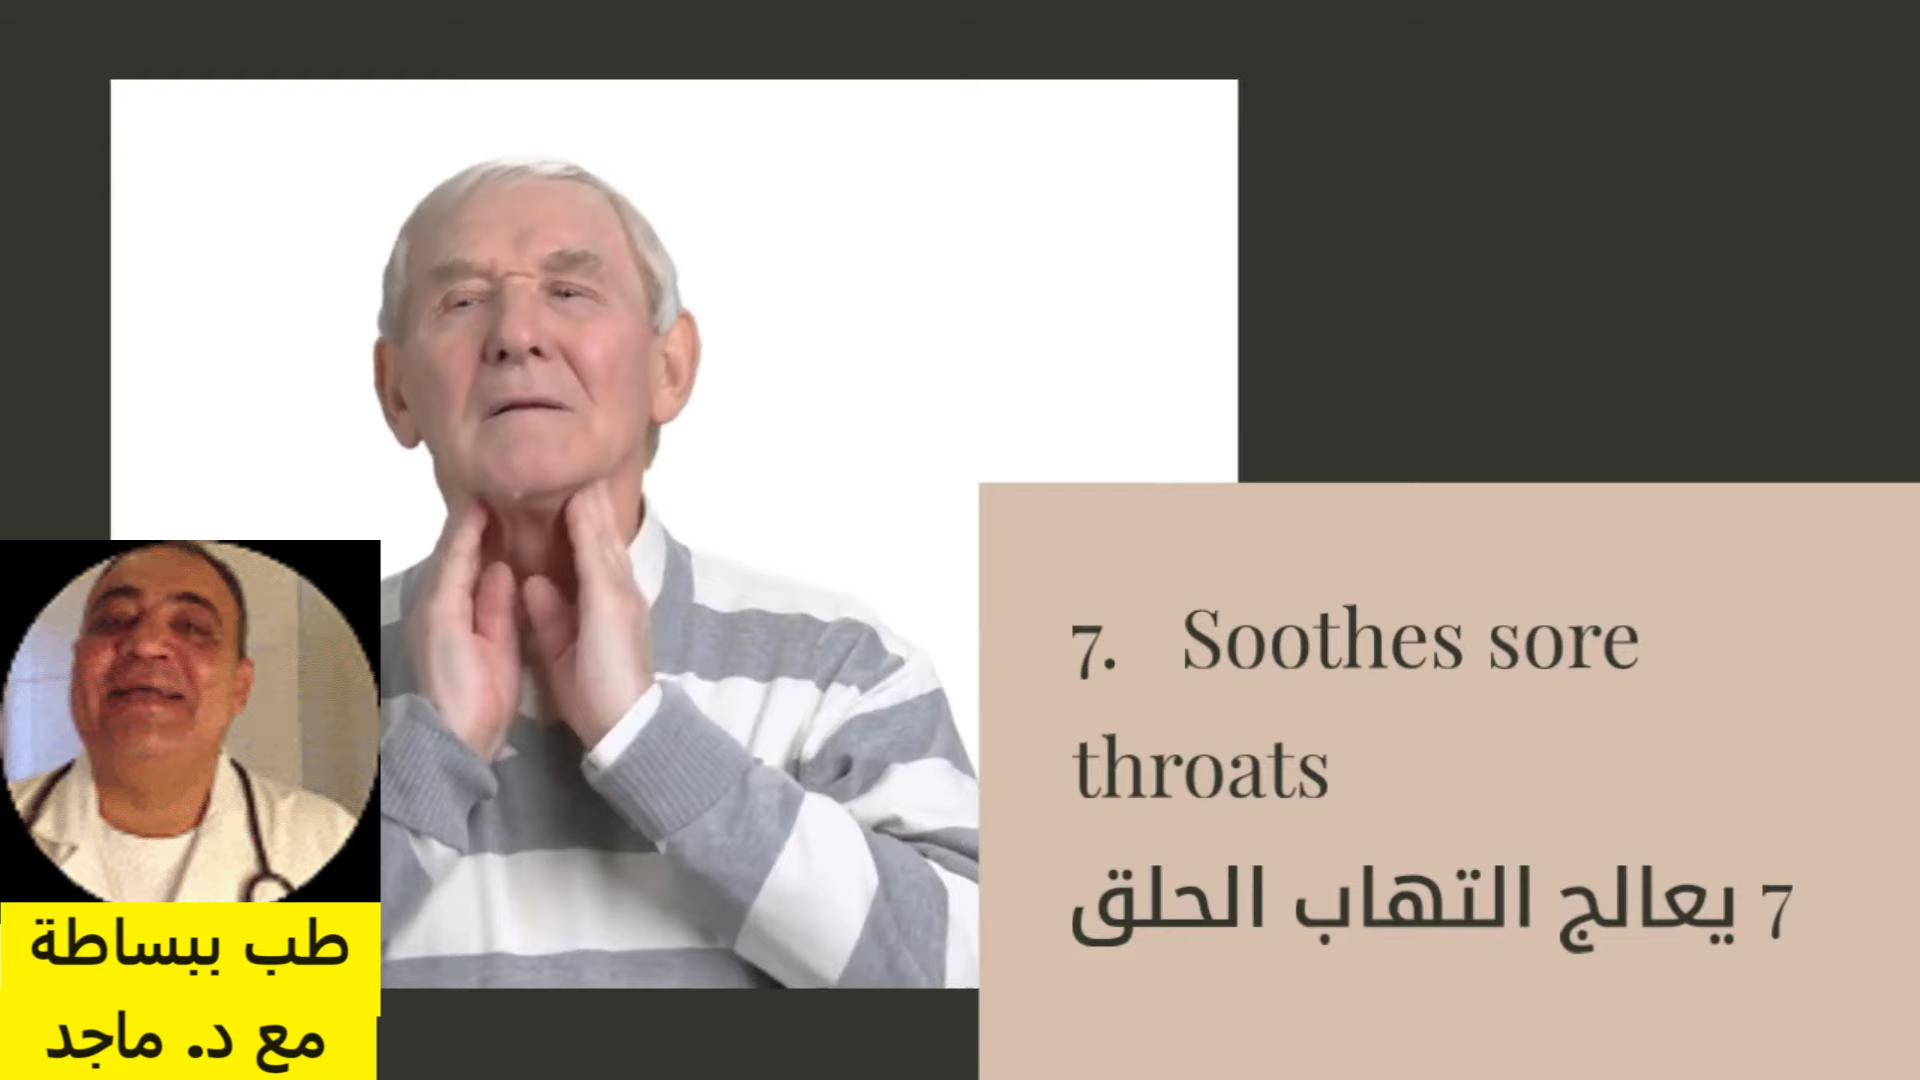 7. Soothes sore
throats
7 يعالج التهاب الحلق
طب ببساطة
مع د. ماجد